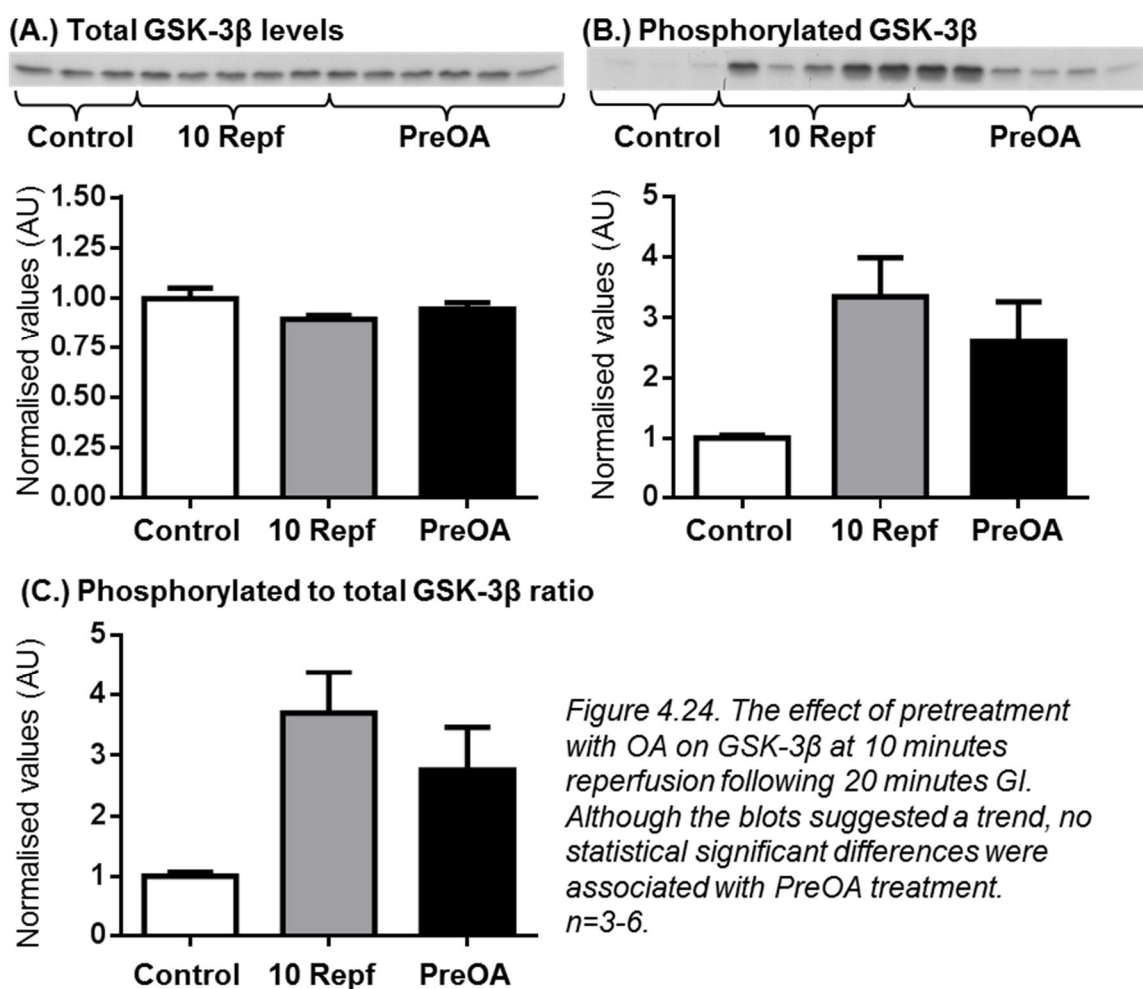 (A.) Total GSK-3β levels
Control
10 Repf
PreOA
Normalised values (AU)
1.50
1.25
1.00
0.75
0.50
0.25
0.00
Control
10 Repf
PreOA
(B.) Phosphorylated GSK-3β
Control
10 Repf
PreOA
Normalised values (AU)
5
4
3
2
1
0
Control
10 Repf
PreOA
(C.) Phosphorylated to total GSK-3β ratio
Normalised values (AU)
5
4
3
2
1
0
Control
10 Repf
PreOA
Figure 4.24. The effect of pretreatment
with OA on GSK-3β at 10 minutes
reperfusion following 20 minutes GI.
Although the blots suggested a trend, no
statistical significant differences were
associated with PreOA treatment.
n=3-6.